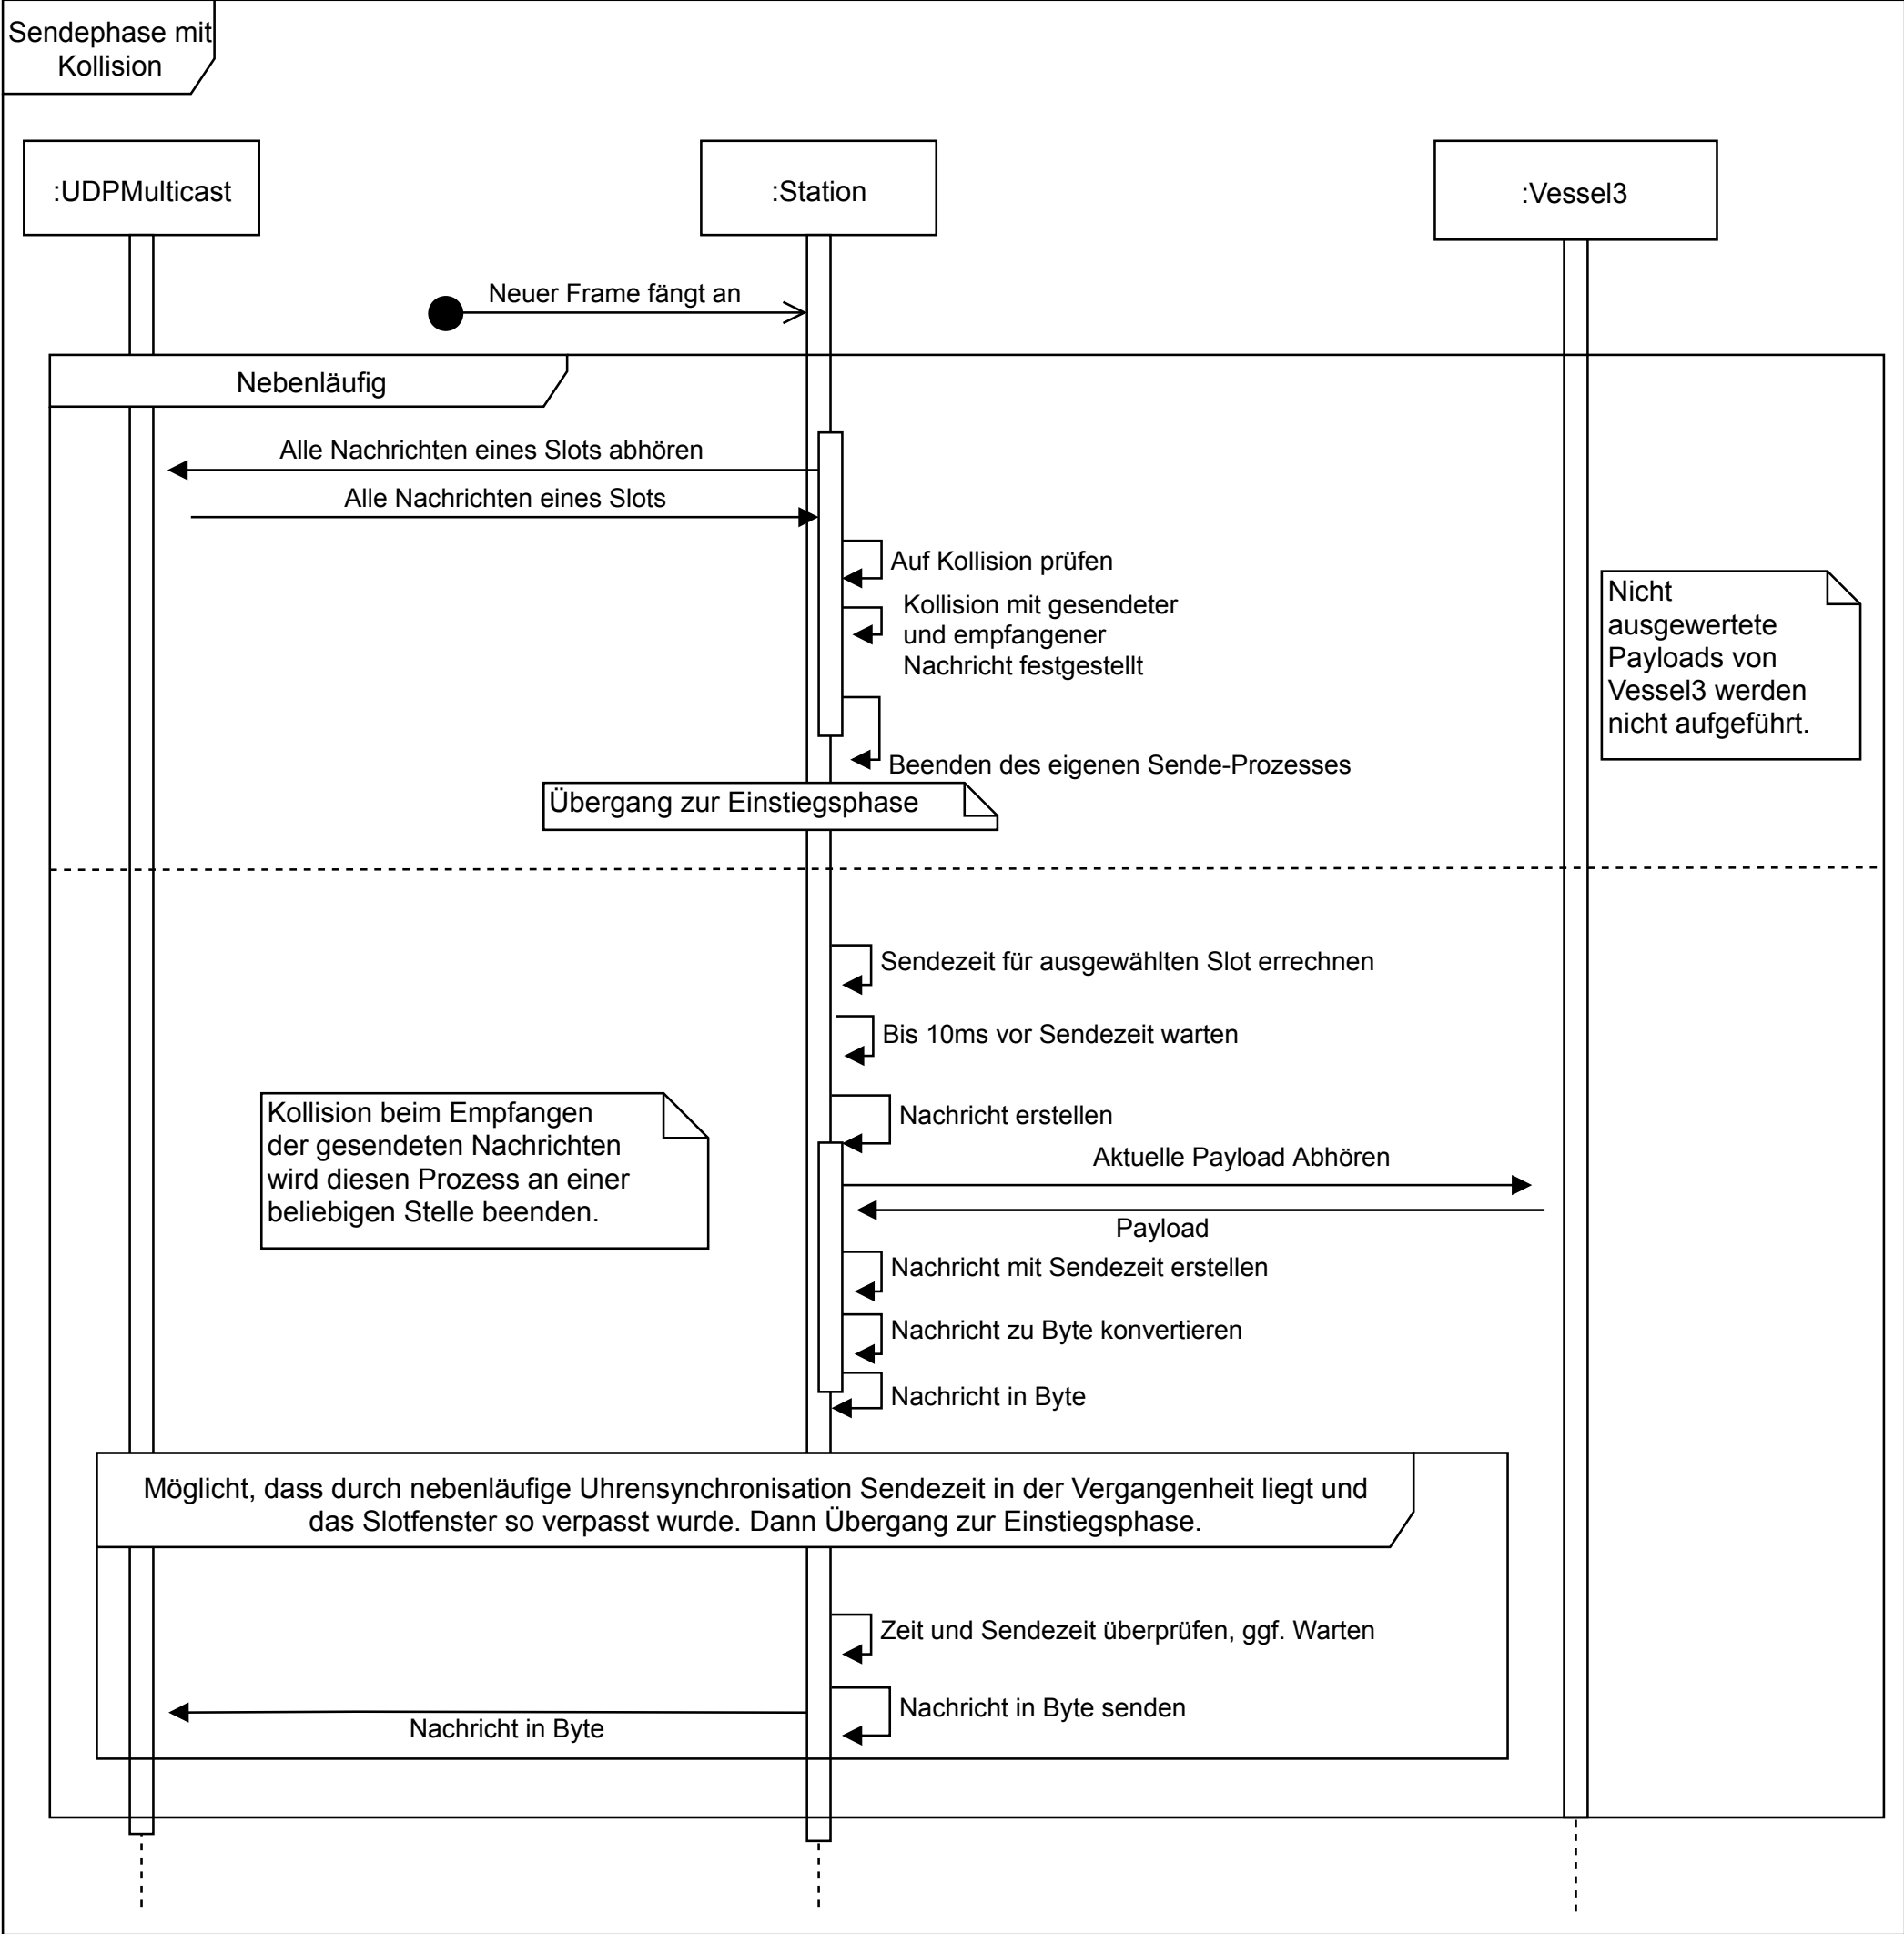 Sendephase mit
Kollision
:UDPMulticast
:Station
:Vessel3
Neuer Frame fängt an
Nebenläufig
Alle Nachrichten eines Slots abhören
Alle Nachrichten eines Slots
Auf Kollision prüfen
Kollision mit gesendeter
und empfangener
Nachricht festgestellt
Nicht
ausgewertete
Payloads von
Vessel3 werden
nicht aufgeführt.
Beenden des eigenen Sende-Prozesses
Übergang zur Einstiegsphase
Sendezeit für ausgewählten Slot errechnen
Bis 10ms vor Sendezeit warten
Kollision beim Empfangen
der gesendeten Nachrichten
wird diesen Prozess an einer
beliebigen Stelle beenden.
Nachricht erstellen
Aktuelle Payload Abhören
Payload
Nachricht mit Sendezeit erstellen
Nachricht zu Byte konvertieren
Nachricht in Byte
Möglicht, dass durch nebenläufige Uhrensynchronisation Sendezeit in der Vergangenheit liegt und
das Slotfenster so verpasst wurde. Dann Übergang zur Einstiegsphase.
Zeit und Sendezeit überprüfen, ggf. Warten
Nachricht in Byte senden
Nachricht in Byte